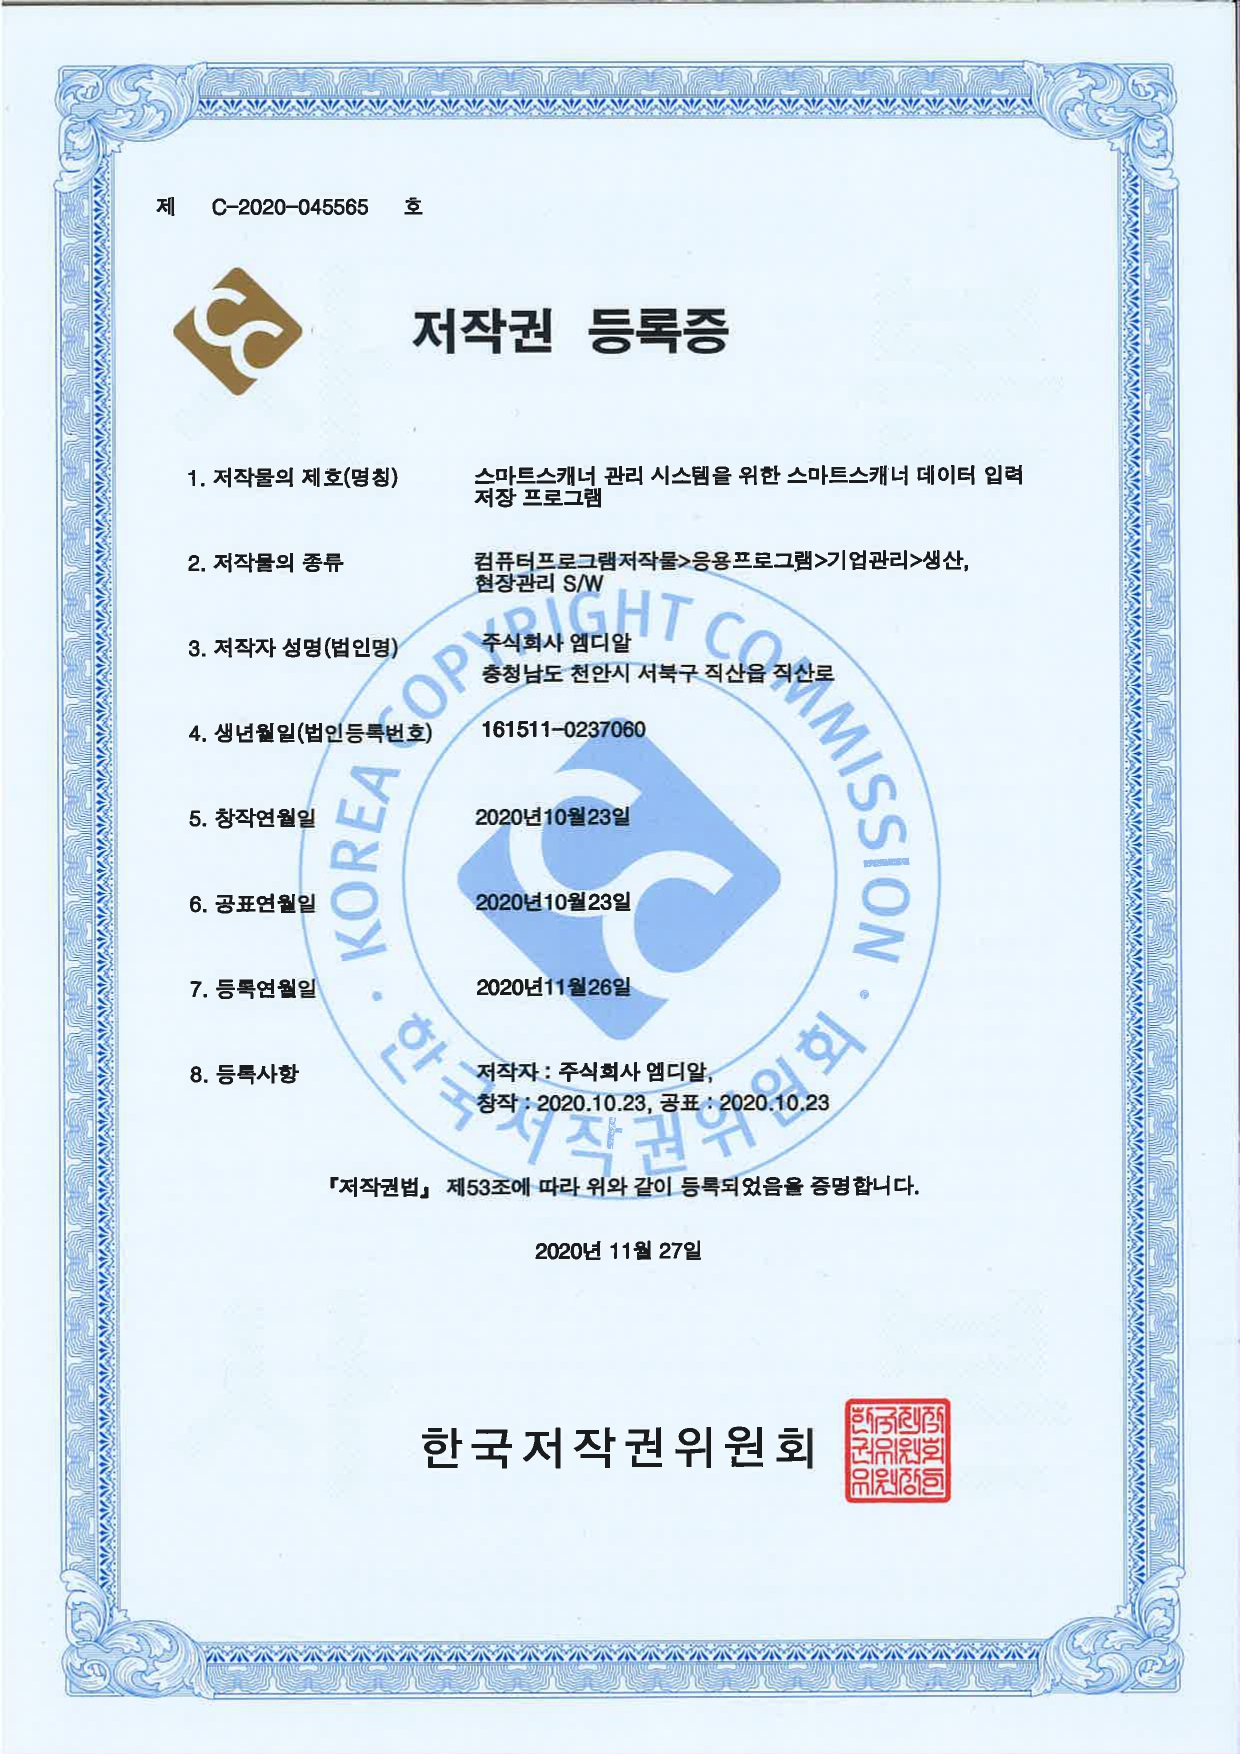 제 C-2020-045565 호
저작권 등록증
1. 저작물의 제호(명칭) 스마트스캐너 관리 시스템을 위한 스마트스캐너 데이터 입력
저장 프로그램
2. 저작물의 종류 컴퓨터프로그램저작물>응용프로그램>기업관리>생산,
현장관리 S/W
3. 저작자 성명(법인명) 주식회사 엠디알
충청남도 천안시 서북구 직산읍 직산로
4. 생년월일(법인등록번호) 161511-0237060
5. 창작연월일 2020년10월23일
6. 공표연월일 2020년10월23일
7. 등록연월일 2020년11월26일
8. 등록사항 저작자 : 주식회사 엠디알,
창작 : 2020.10.23, 공표 : 2020.10.23
『저작권법』 제53조에 따라 위와 같이 등록되었음을 증명합니다.
2020년 11월 27일
한국저작권위원회
KOREA COPYRIGHT COMMISSION
한국저작권위원회